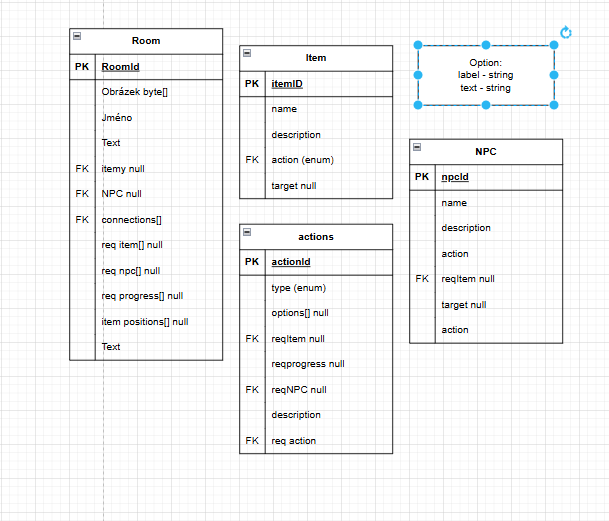 Room
PK RoomId
Obrázek byte[]
Jméno
Text
FK itemy null
FK NPC null
FK connections[]
req item[] null
req npc[] null
req progress[] null
item positions[] null
Text
Item
PK itemID
name
description
FK action (enum)
target null
actions
PK actionId
type (enum)
options[] null
FK reqItem null
reqprogress null
FK reqNPC null
description
FK req action
Option:
label - string
text - string
NPC
PK npcId
name
description
action
FK reqItem null
target null
action